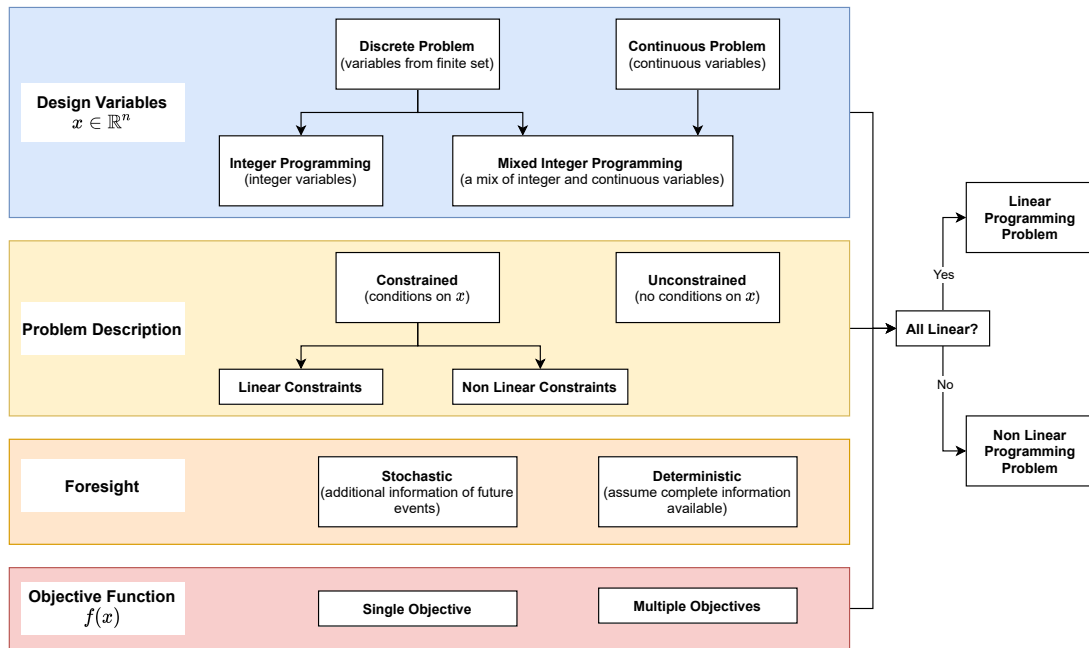 Design Variables
x ∈ ℝⁿ
Discrete Problem
(variables from finite set)
Continuous Problem
(continuous variables)
Integer Programming
(integer variables)
Mixed Integer Programming
(a mix of integer and continuous variables)
Problem Description
Constrained
(conditions on x)
Unconstrained
(no conditions on x)
Linear Constraints
Non Linear Constraints
Foresight
Stochastic
(additional information of future
events)
Deterministic
(assume complete information
available)
Objective Function
f(x)
Single Objective
Multiple Objectives
All Linear?
Yes
Linear
Programming
Problem
No
Non Linear
Programming
Problem